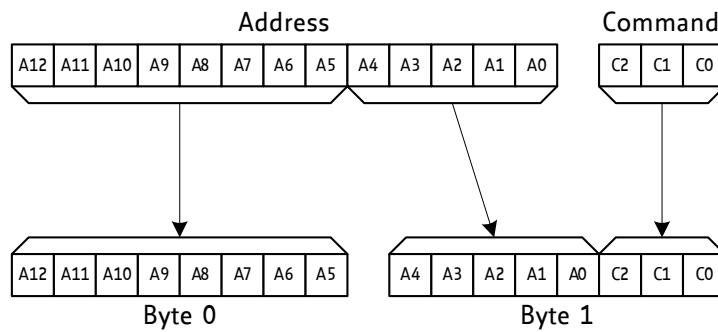 Address Command
A12 A11 A10 A9 A8 A7 A6 A5 A4 A3 A2 A1 A0 C2 C1 C0
A12 A11 A10 A9 A8 A7 A6 A5 A4 A3 A2 A1 A0 C2 C1 C0
Byte 0 Byte 1